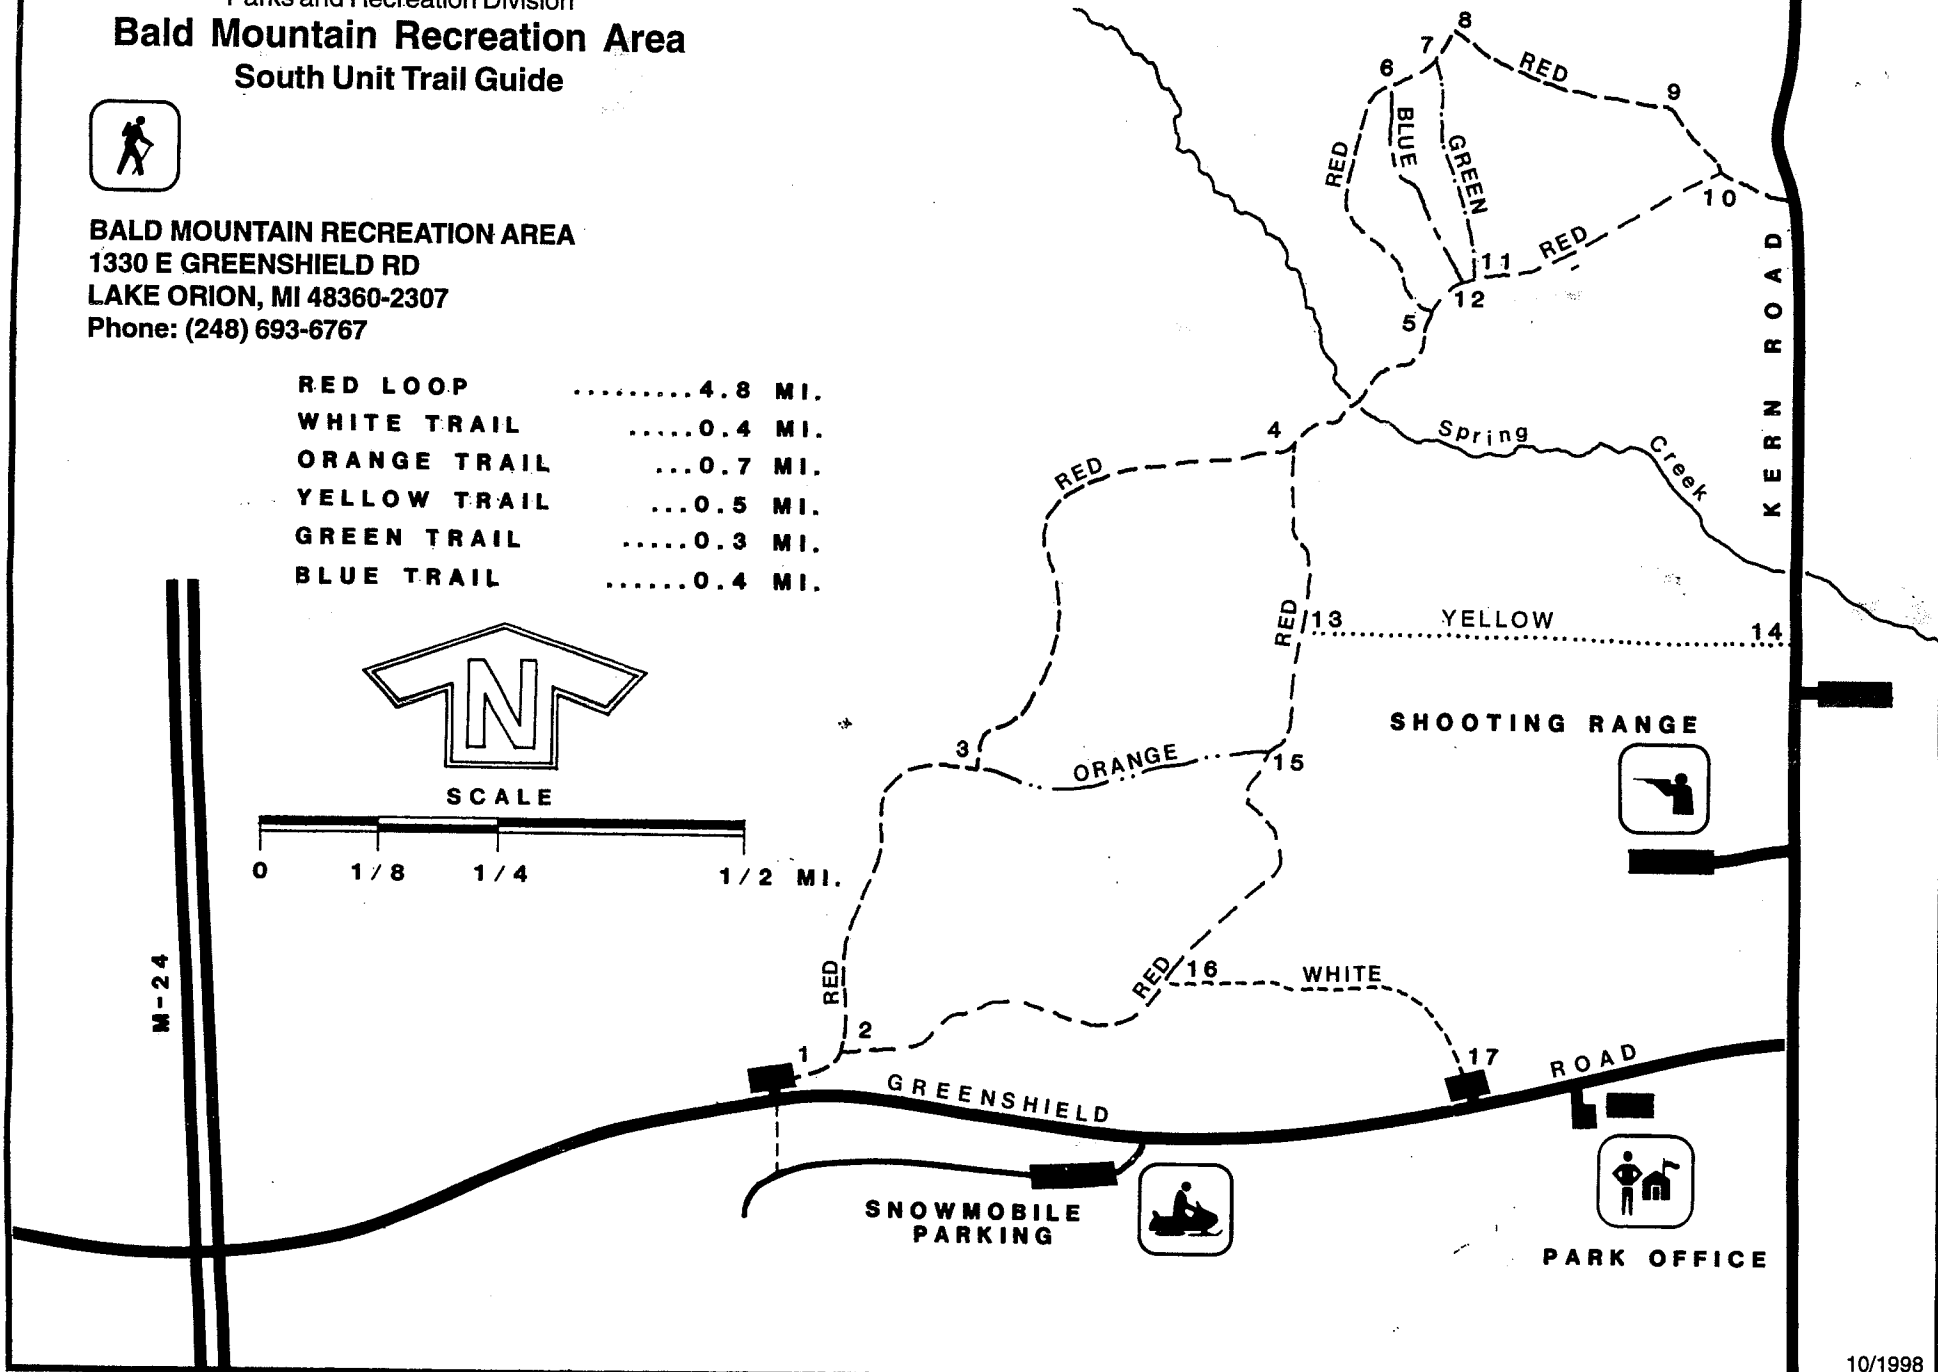 Parks and Recreation Division
Bald Mountain Recreation Area
South Unit Trail Guide
BALD MOUNTAIN RECREATION AREA
1330 E GREENSHIELD RD
LAKE ORION, MI 48360-2307
Phone: (248) 693-6767
RED LOOP .........4.8 MI.
WHITE TRAIL .....0.4 MI.
ORANGE TRAIL ...0.7 MI.
YELLOW TRAIL ...0.5 MI.
GREEN TRAIL .....0.3 MI.
BLUE TRAIL ......0.4 MI.
N
SCALE
0 1/8 1/4 1/2 MI.
M-24
8
7
6
RED
9
BLUE
GREEN
RED
10
11
RED
12
5
KERN ROAD
4
Spring Creek
RED
RED
13
YELLOW
14
SHOOTING RANGE
3
ORANGE
15
RED
RED
16
WHITE
2
1
17
GREENSHIELD ROAD
SNOWMOBILE
PARKING
PARK OFFICE
10/1998